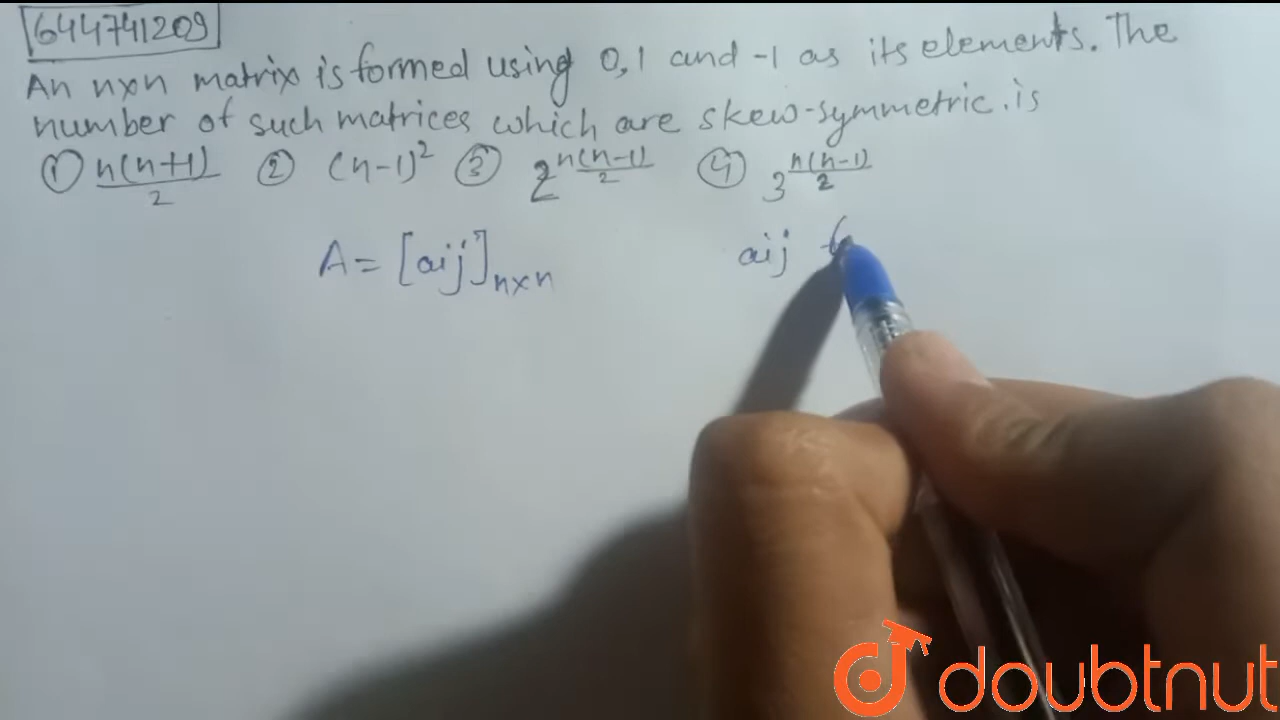 644741209
An nxn matrix is formed using 0,1 and -1 as its elements. The
number of such matrices which are skew-symmetric. is
① n(n+1)/2 ② (n-1)² ③ 2^(n(n-1)/2) ④ 3^(n(n-1)/2)
A = [aij]nxn aij
doubtnut